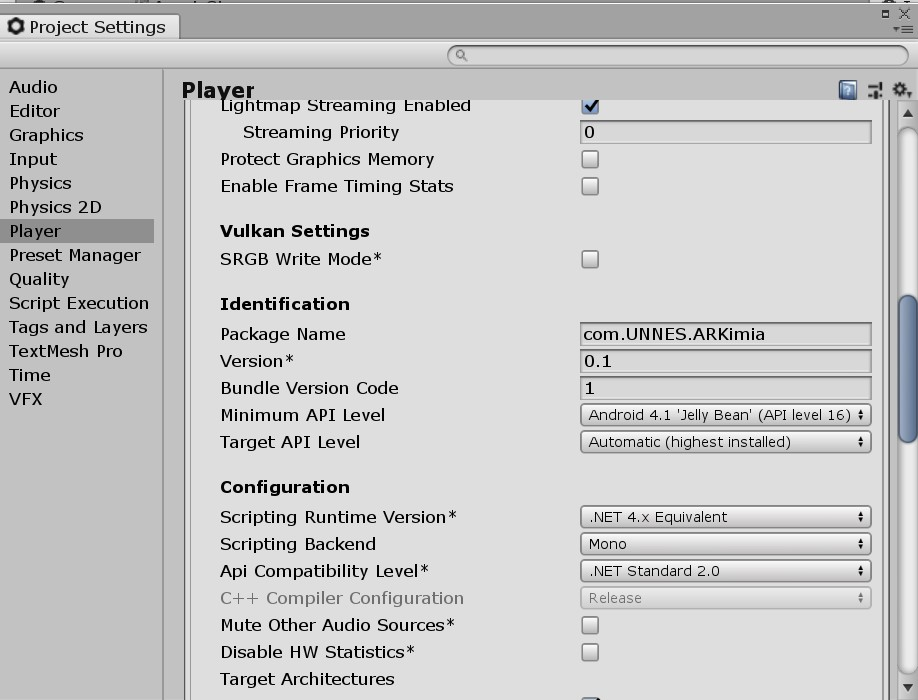 Project Settings
Audio
Editor
Graphics
Input
Physics
Physics 2D
Player
Preset Manager
Quality
Script Execution
Tags and Layers
TextMesh Pro
Time
VFX
Player
Lightmap Streaming Enabled
Streaming Priority 0
Protect Graphics Memory
Enable Frame Timing Stats
Vulkan Settings
SRGB Write Mode*
Identification
Package Name com.UNNES.ARKimia
Version* 0.1
Bundle Version Code 1
Minimum API Level Android 4.1 'Jelly Bean' (API level 16)
Target API Level Automatic (highest installed)
Configuration
Scripting Runtime Version* .NET 4.x Equivalent
Scripting Backend Mono
Api Compatibility Level* .NET Standard 2.0
C++ Compiler Configuration Release
Mute Other Audio Sources*
Disable HW Statistics*
Target Architectures